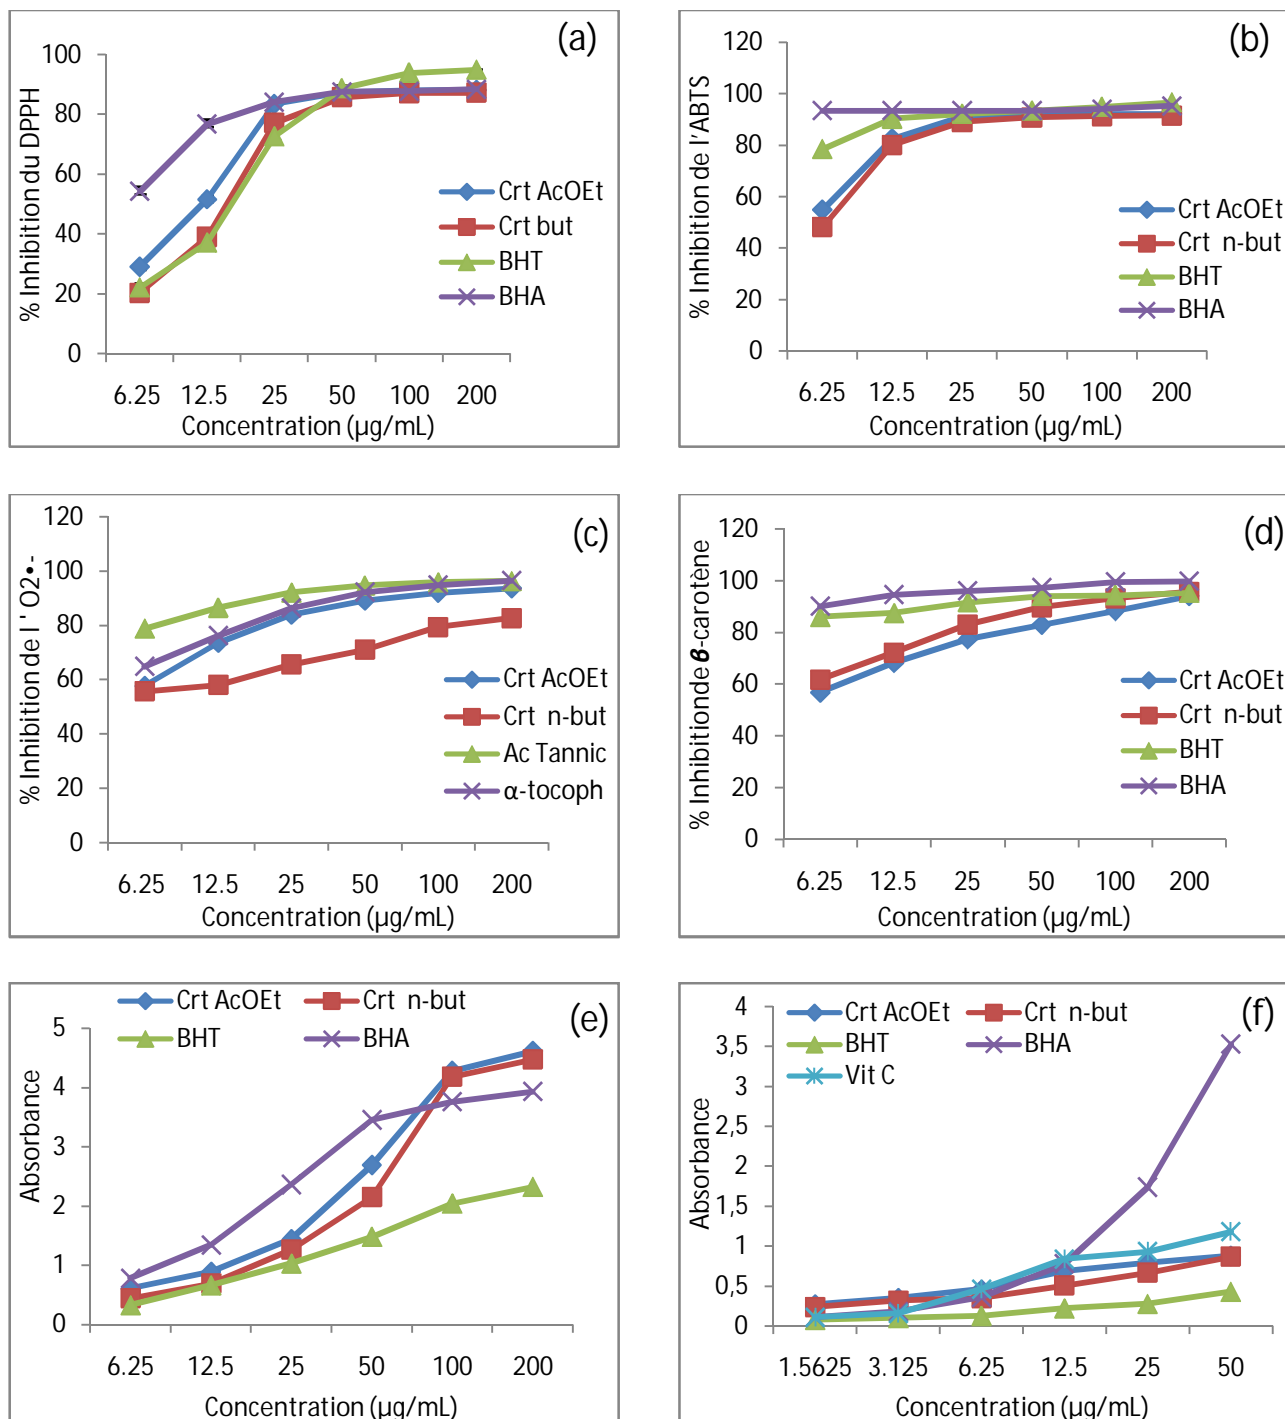 (a)
% Inhibition du DPPH
100
80
60
40
20
0
Crt AcOEt
Crt but
BHT
BHA
6.25 12.5 25 50 100 200
Concentration (µg/mL)
(b)
% Inhibition de l'ABTS
120
100
80
60
40
20
0
Crt AcOEt
Crt n-but
BHT
BHA
6.25 12.5 25 50 100 200
Concentration (µg/mL)
(c)
% Inhibition de l ' O2•-
120
100
80
60
40
20
0
Crt AcOEt
Crt n-but
Ac Tannic
α-tocoph
6.25 12.5 25 50 100 200
Concentration (µg/mL)
(d)
% Inhibitionde β-carotène
120
100
80
60
40
20
0
Crt AcOEt
Crt n-but
BHT
BHA
6.25 12.5 25 50 100 200
Concentration (µg/mL)
Crt AcOEt Crt n-but
BHT BHA
(e)
Absorbance
5
4
3
2
1
0
6.25 12.5 25 50 100 200
Concentration (µg/mL)
Crt AcOEt Crt n-but
BHT BHA
Vit C
(f)
Absorbance
4
3,5
3
2,5
2
1,5
1
0,5
0
1.5625 3.125 6.25 12.5 25 50
Concentration (µg/mL)